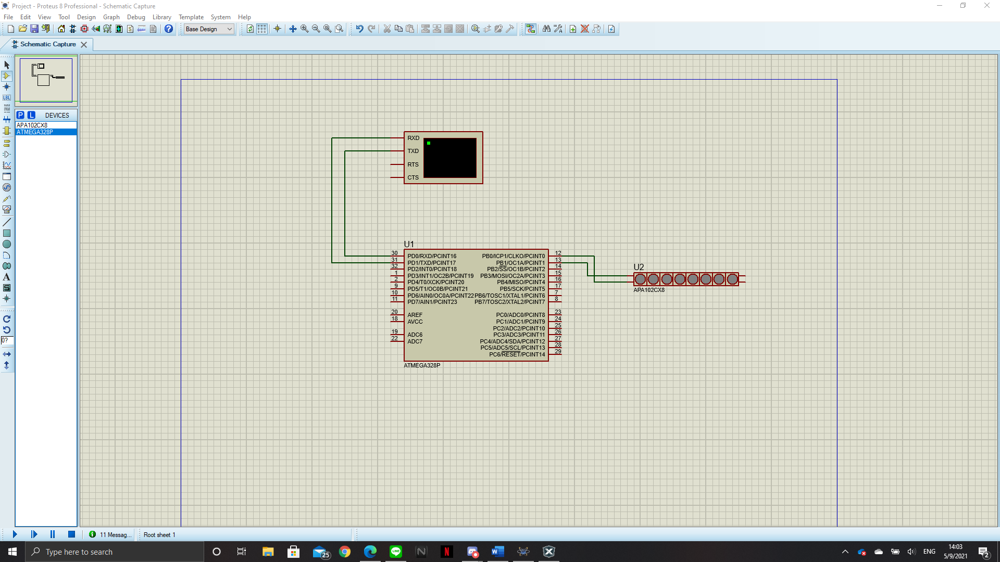 Project - Proteus 8 Professional - Schematic Capture
File Edit View Tool Design Graph Debug Library Template System Help
Base Design
Schematic Capture
P L DEVICES
APA102CX8
ATMEGA328P
LBL
A
S
0?
RXD
TXD
RTS
CTS
U1
30 PD0/RXD/PCINT16 PB0/ICP1/CLKO/PCINT0 12
31 PD1/TXD/PCINT17 PB1/OC1A/PCINT1 13
32 PD2/INT0/PCINT18 PB2/SS/OC1B/PCINT2 14
1 PD3/INT1/OC2B/PCINT19 PB3/MOSI/OC2A/PCINT3 15
2 PD4/T0/XCK/PCINT20 PB4/MISO/PCINT4 16
9 PD5/T1/OC0B/PCINT21 PB5/SCK/PCINT5 17
10 PD6/AIN0/OC0A/PCINT22 PB6/TOSC1/XTAL1/PCINT6 7
11 PD7/AIN1/PCINT23 PB7/TOSC2/XTAL2/PCINT7 8
20 AREF PC0/ADC0/PCINT8 23
18 AVCC PC1/ADC1/PCINT9 24
PC2/ADC2/PCINT10 25
19 ADC6 PC3/ADC3/PCINT11 26
22 ADC7 PC4/ADC4/SDA/PCINT12 27
PC5/ADC5/SCL/PCINT13 28
PC6/RESET/PCINT14 29
ATMEGA328P
U2
APA102CX8
11 Messag... Root sheet 1
Type here to search
25
LINE
N
N
W
ENG
14:03
5/9/2021
2